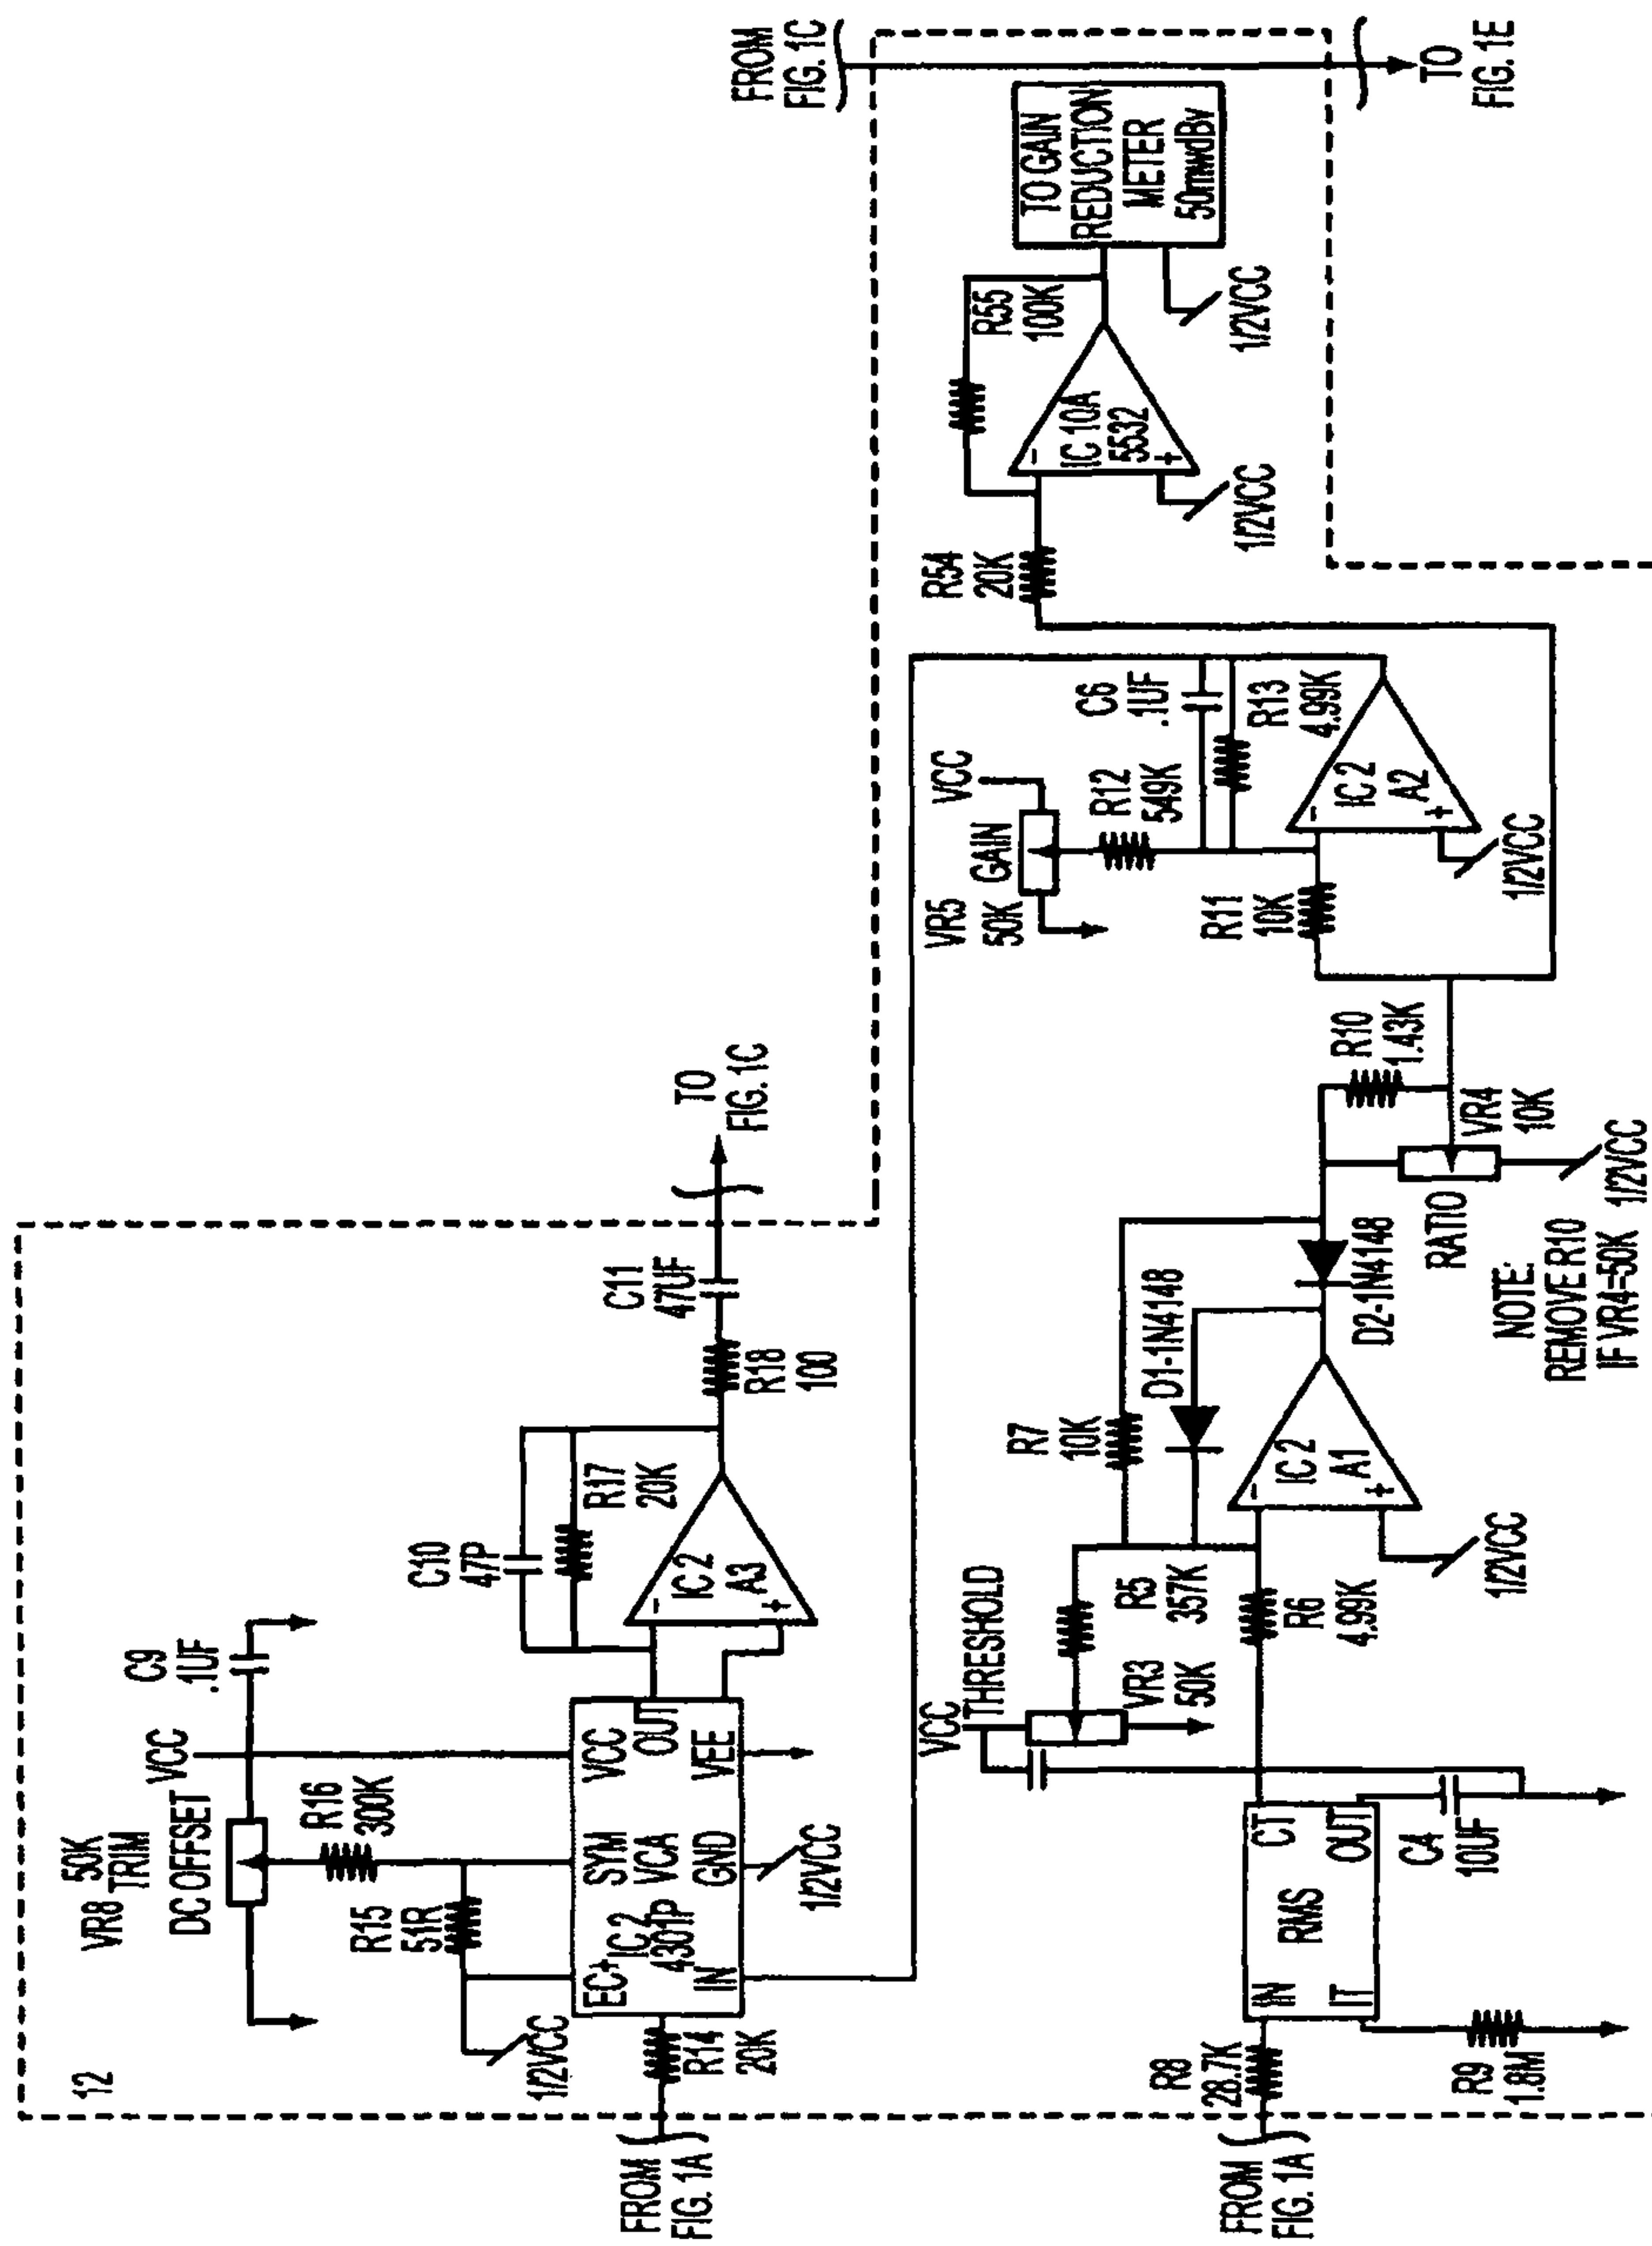 12
VR8
50K
TRIM
DC OFFSET
VCC
C9
.1UF
R16
300K
R15
51R
1/2VCC
FROM
FIG. 1A
R14
20K
EC+
SYM
VCC
IC 2
VCA
OUT
4301P
IN
GND
VEE
1/2VCC
C10
47P
R17
20K
-
IC 2
A3
+
R18
100
C11
47UF
TO
FIG. 1C
FROM
FIG. 1C
FROM
FIG. 1A
R8
28.7K
R9
1.8M
IN
CT
RMS
IT
OUT
C4
10UF
VCC
THRESHOLD
VR3
50K
R5
357K
R6
4.99K
R7
10K
D1-1N4148
-
IC 2
A1
+
1/2VCC
D2-1N4148
RATIO
R10
1.43K
VR4
10K
1/2VCC
NOTE:
REMOVE R10
IF VR4=50K
VR5
50K
GAIN
VCC
R12
549K
C6
.1UF
R11
10K
R13
4.99K
-
IC 2
A2
+
1/2VCC
R54
20K
R55
100K
-
IC 10A
5532
+
1/2VCC
TO GAIN
REDUCTION
METER
50mwdBv
1/2VCC
TO
FIG. 1E